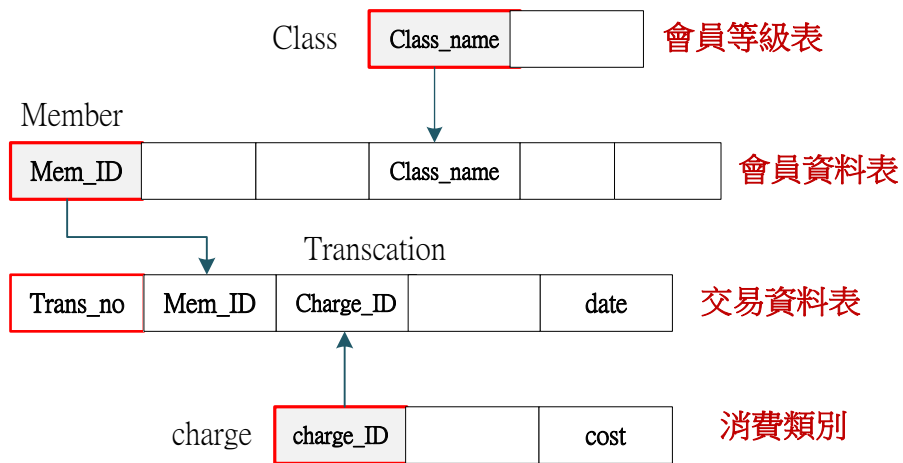 Class Class_name 會員等級表
Member
Mem_ID Class_name 會員資料表
Transcation
Trans_no Mem_ID Charge_ID date 交易資料表
charge charge_ID cost 消費類別